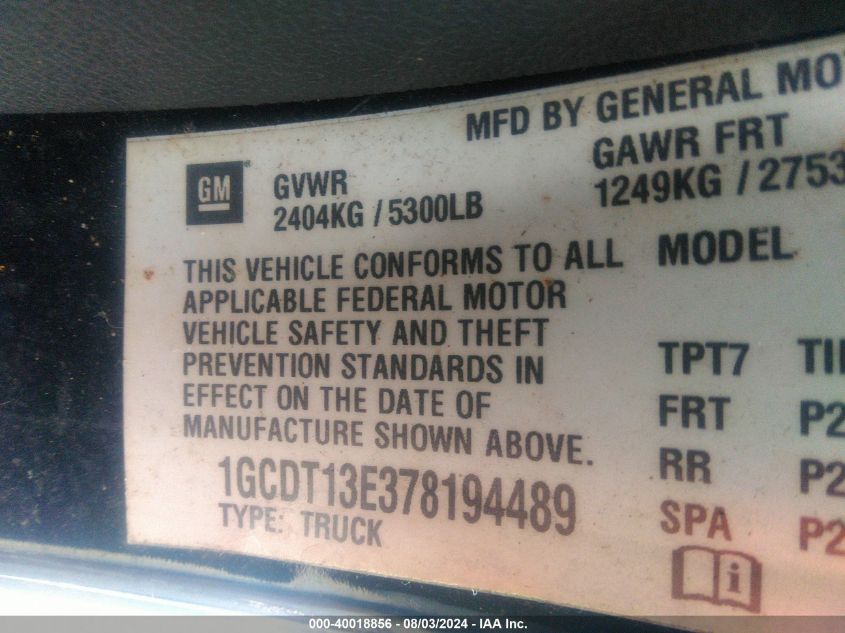 MFD BY GENERAL MO
GM
GVWR
2404KG / 5300LB
GAWR FRT
1249KG / 2753
THIS VEHICLE CONFORMS TO ALL
APPLICABLE FEDERAL MOTOR
VEHICLE SAFETY AND THEFT
PREVENTION STANDARDS IN
EFFECT ON THE DATE OF
MANUFACTURE SHOWN ABOVE.
1GCDT13E378194489
TYPE: TRUCK
MODEL
TPT7 TI
FRT P2
RR P2
SPA P2
000-40018856 - 08/03/2024 - IAA Inc.